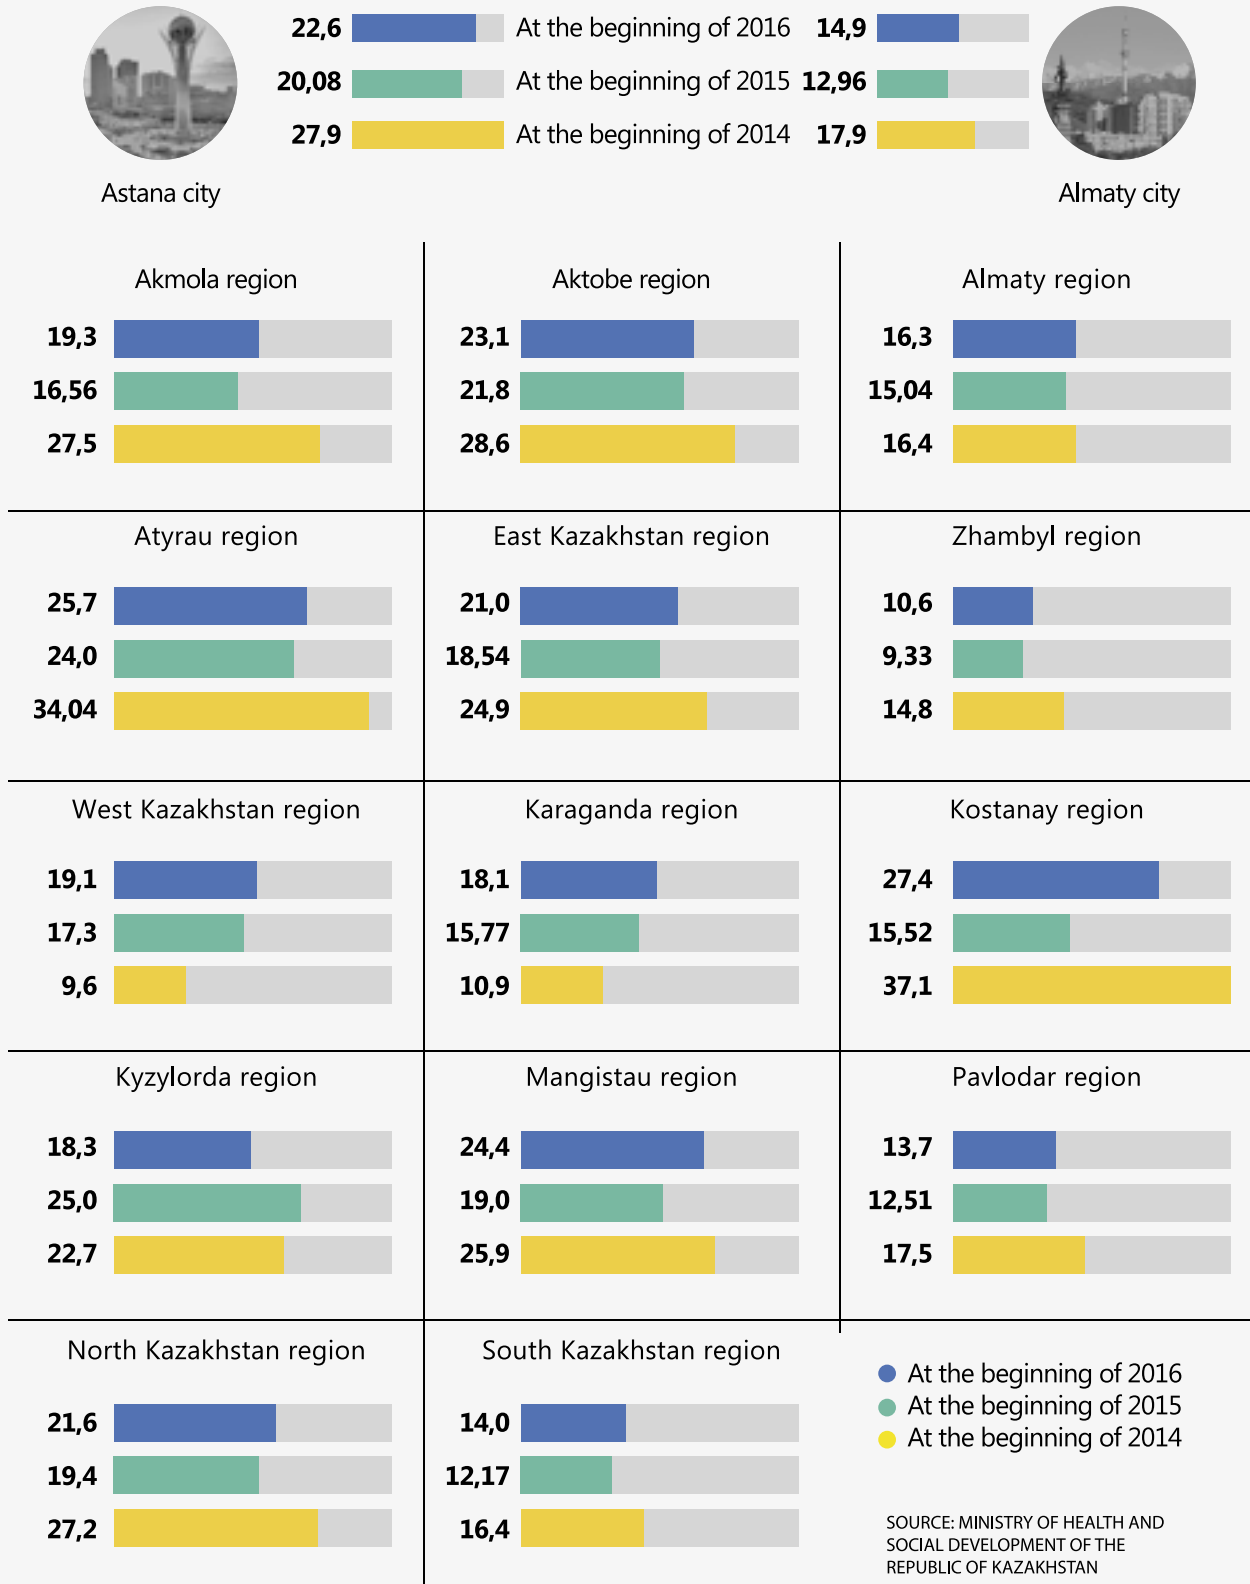 22,6 At the beginning of 2016 14,9
20,08 At the beginning of 2015 12,96
27,9 At the beginning of 2014 17,9
Astana city
Almaty city
Akmola region
19,3
16,56
27,5
Aktobe region
23,1
21,8
28,6
Almaty region
16,3
15,04
16,4
Atyrau region
25,7
24,0
34,04
East Kazakhstan region
21,0
18,54
24,9
Zhambyl region
10,6
9,33
14,8
West Kazakhstan region
19,1
17,3
9,6
Karaganda region
18,1
15,77
10,9
Kostanay region
27,4
15,52
37,1
Kyzylorda region
18,3
25,0
22,7
Mangistau region
24,4
19,0
25,9
Pavlodar region
13,7
12,51
17,5
North Kazakhstan region
21,6
19,4
27,2
South Kazakhstan region
14,0
12,17
16,4
At the beginning of 2016
At the beginning of 2015
At the beginning of 2014
SOURCE: MINISTRY OF HEALTH AND
SOCIAL DEVELOPMENT OF THE
REPUBLIC OF KAZAKHSTAN